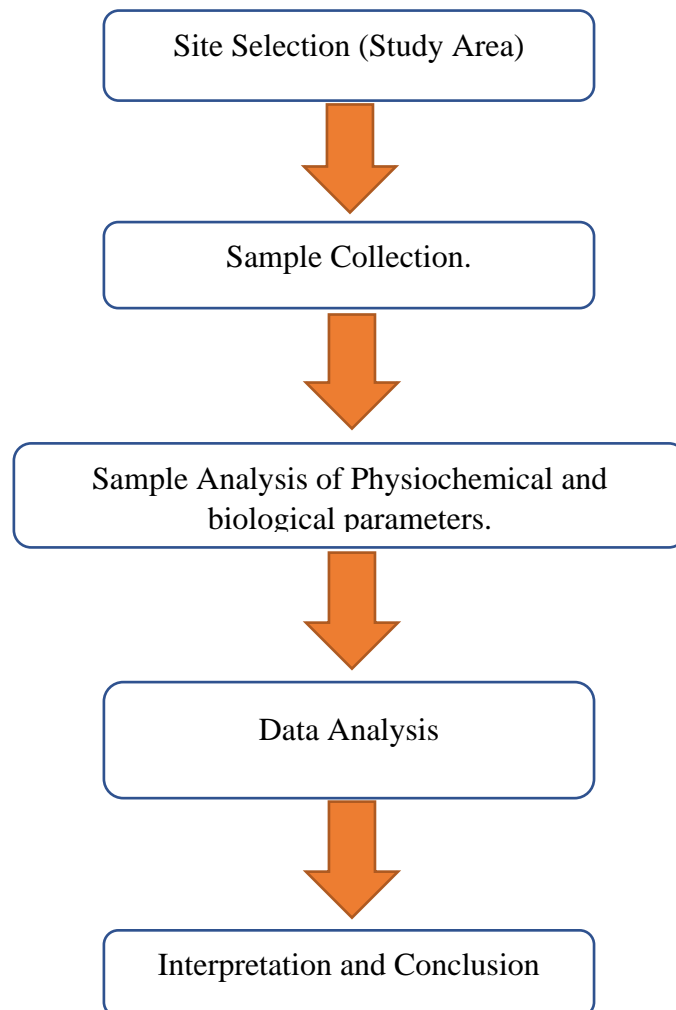 Site Selection (Study Area)
Sample Collection.
Sample Analysis of Physiochemical and
biological parameters.
Data Analysis
Interpretation and Conclusion